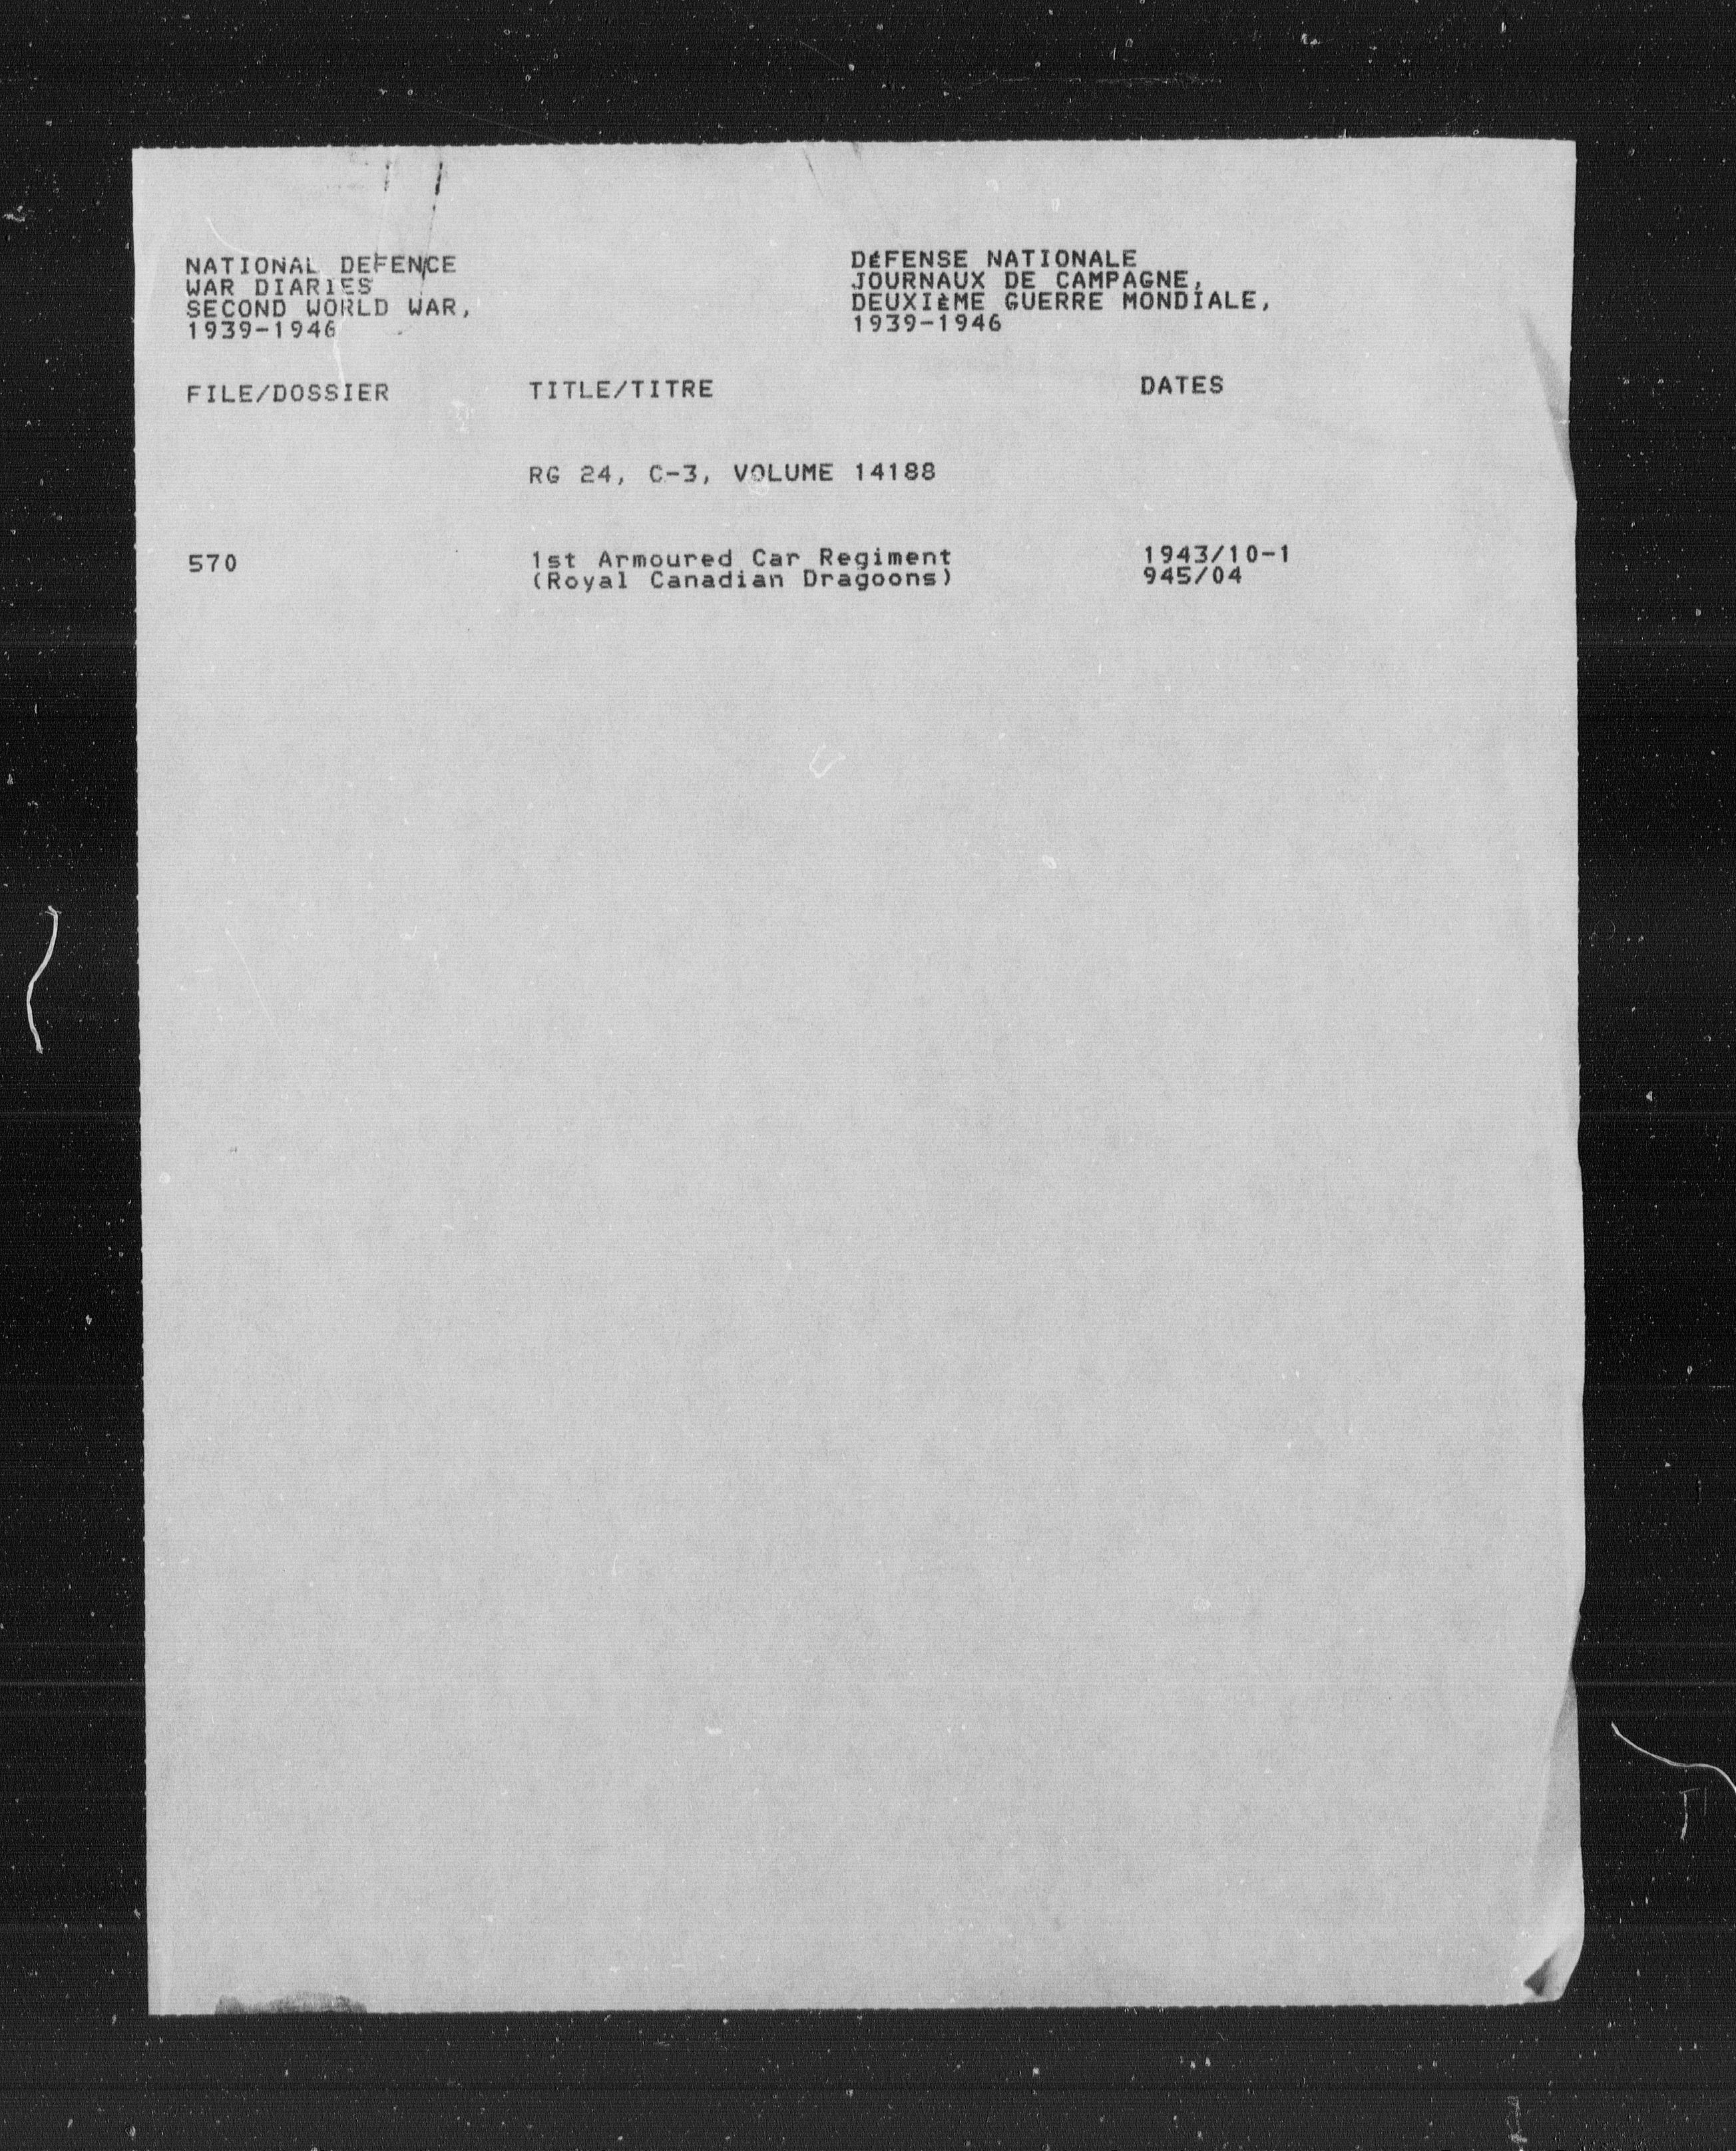 NATIONAL DEFENCE
WAR DIARIES
SECOND WORLD WAR,
1939-1946
DÉFENSE NATIONALE
JOURNAUX DE CAMPAGNE,
DEUXIÈME GUERRE MONDIALE,
1939-1946
FILE/DOSSIER TITLE/TITRE DATES
RG 24, C-3, VOLUME 14188
570 1st Armoured Car Regiment 1943/10-1
(Royal Canadian Dragoons) 945/04